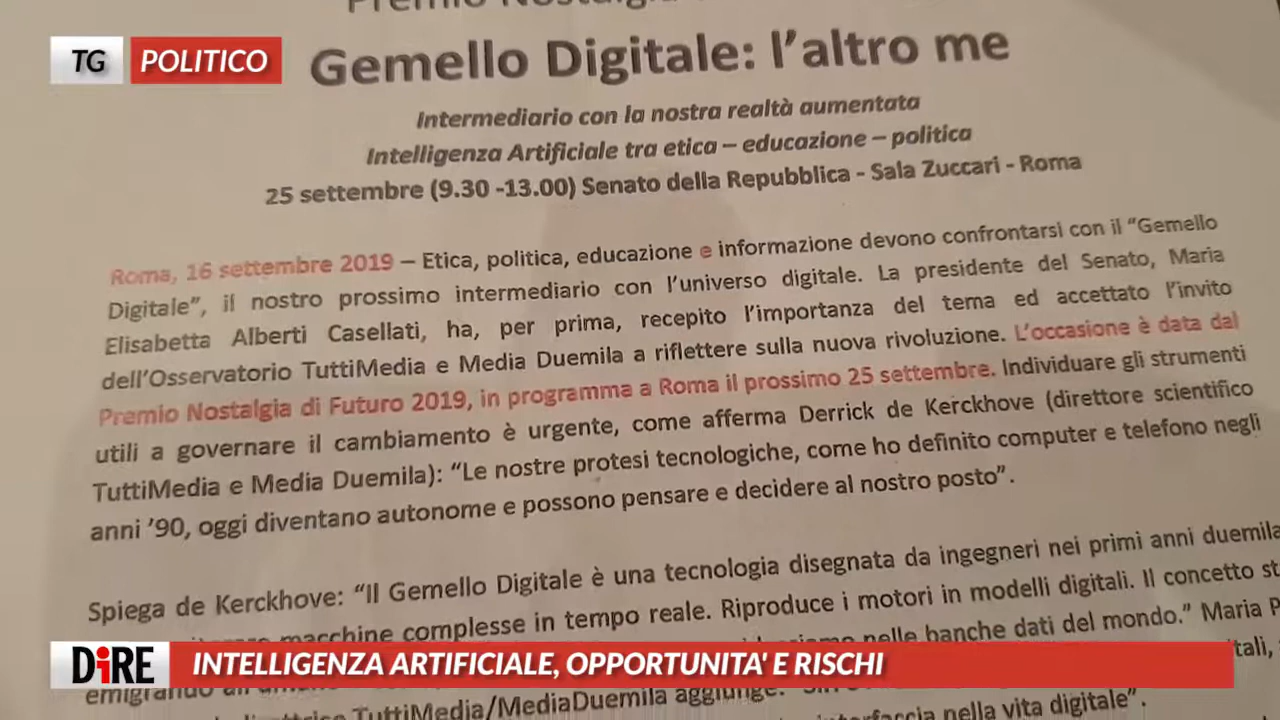 Premio Nostalgia
TG POLITICO
Gemello Digitale: l'altro me
Intermediario con la nostra realtà aumentata
Intelligenza Artificiale tra etica – educazione – politica
25 settembre (9.30 -13.00) Senato della Repubblica - Sala Zuccari - Roma
Roma, 16 settembre 2019 – Etica, politica, educazione e informazione devono confrontarsi con il “Gemello
Digitale”, il nostro prossimo intermediario con l'universo digitale. La presidente del Senato, Maria
Elisabetta Alberti Casellati, ha, per prima, recepito l'importanza del tema ed accettato l'invito
dell'Osservatorio TuttiMedia e Media Duemila a riflettere sulla nuova rivoluzione. L'occasione è data dal
Premio Nostalgia di Futuro 2019, in programma a Roma il prossimo 25 settembre. Individuare gli strumenti
utili a governare il cambiamento è urgente, come afferma Derrick de Kerckhove (direttore scientifico
TuttiMedia e Media Duemila): “Le nostre protesi tecnologiche, come ho definito computer e telefono negli
anni '90, oggi diventano autonome e possono pensare e decidere al nostro posto”.
Spiega de Kerckhove: “Il Gemello Digitale è una tecnologia disegnata da ingegneri nei primi anni duemila
macchine complesse in tempo reale. Riproduce i motori in modelli digitali. Il concetto st
nelle banche dati del mondo.” Maria P
DiRE INTELLIGENZA ARTIFICIALE, OPPORTUNITA' E RISCHI
tali,
emigrando
TuttiMedia/MediaDuemila aggiunge:
nella vita digitale”.